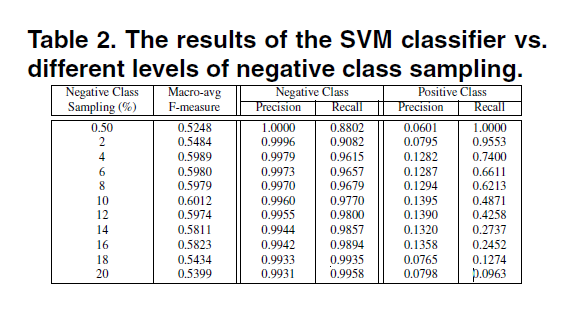 Table 2. The results of the SVM classifier vs.
different levels of negative class sampling.
Negative Class Macro-avg Negative Class Positive Class
Sampling (%) F-measure Precision Recall Precision Recall
0.50 0.5248 1.0000 0.8802 0.0601 1.0000
2 0.5484 0.9996 0.9082 0.0795 0.9553
4 0.5989 0.9979 0.9615 0.1282 0.7400
6 0.5980 0.9973 0.9657 0.1287 0.6611
8 0.5979 0.9970 0.9679 0.1294 0.6213
10 0.6012 0.9960 0.9770 0.1395 0.4871
12 0.5974 0.9955 0.9800 0.1390 0.4258
14 0.5811 0.9944 0.9857 0.1320 0.2737
16 0.5823 0.9942 0.9894 0.1358 0.2452
18 0.5434 0.9933 0.9935 0.0765 0.1274
20 0.5399 0.9931 0.9958 0.0798 0.0963